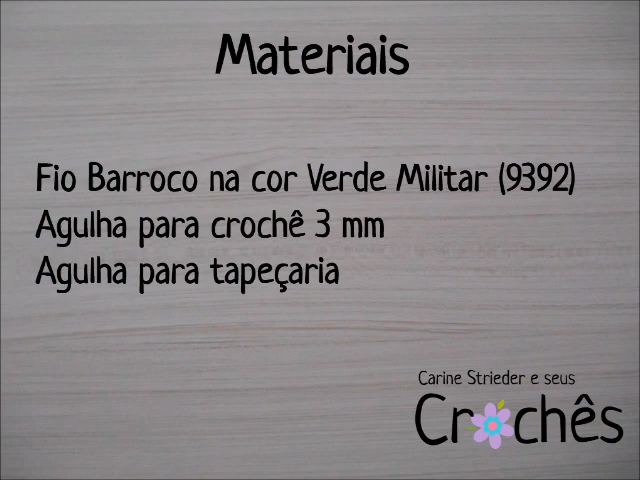 Materiais
Fio Barroco na cor Verde Militar (9392)
Agulha para crochê 3 mm
Agulha para tapeçaria
Carine Strieder e seus
Crochês